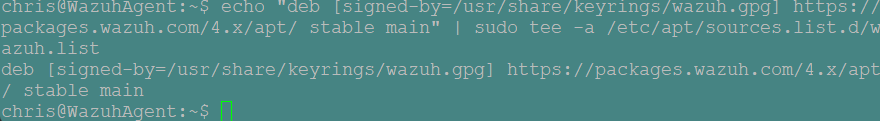 chris@WazuhAgent:~$ echo "deb [signed-by=/usr/share/keyrings/wazuh.gpg] https://
packages.wazuh.com/4.x/apt/ stable main" | sudo tee -a /etc/apt/sources.list.d/w
azuh.list
deb [signed-by=/usr/share/keyrings/wazuh.gpg] https://packages.wazuh.com/4.x/apt
/ stable main
chris@WazuhAgent:~$